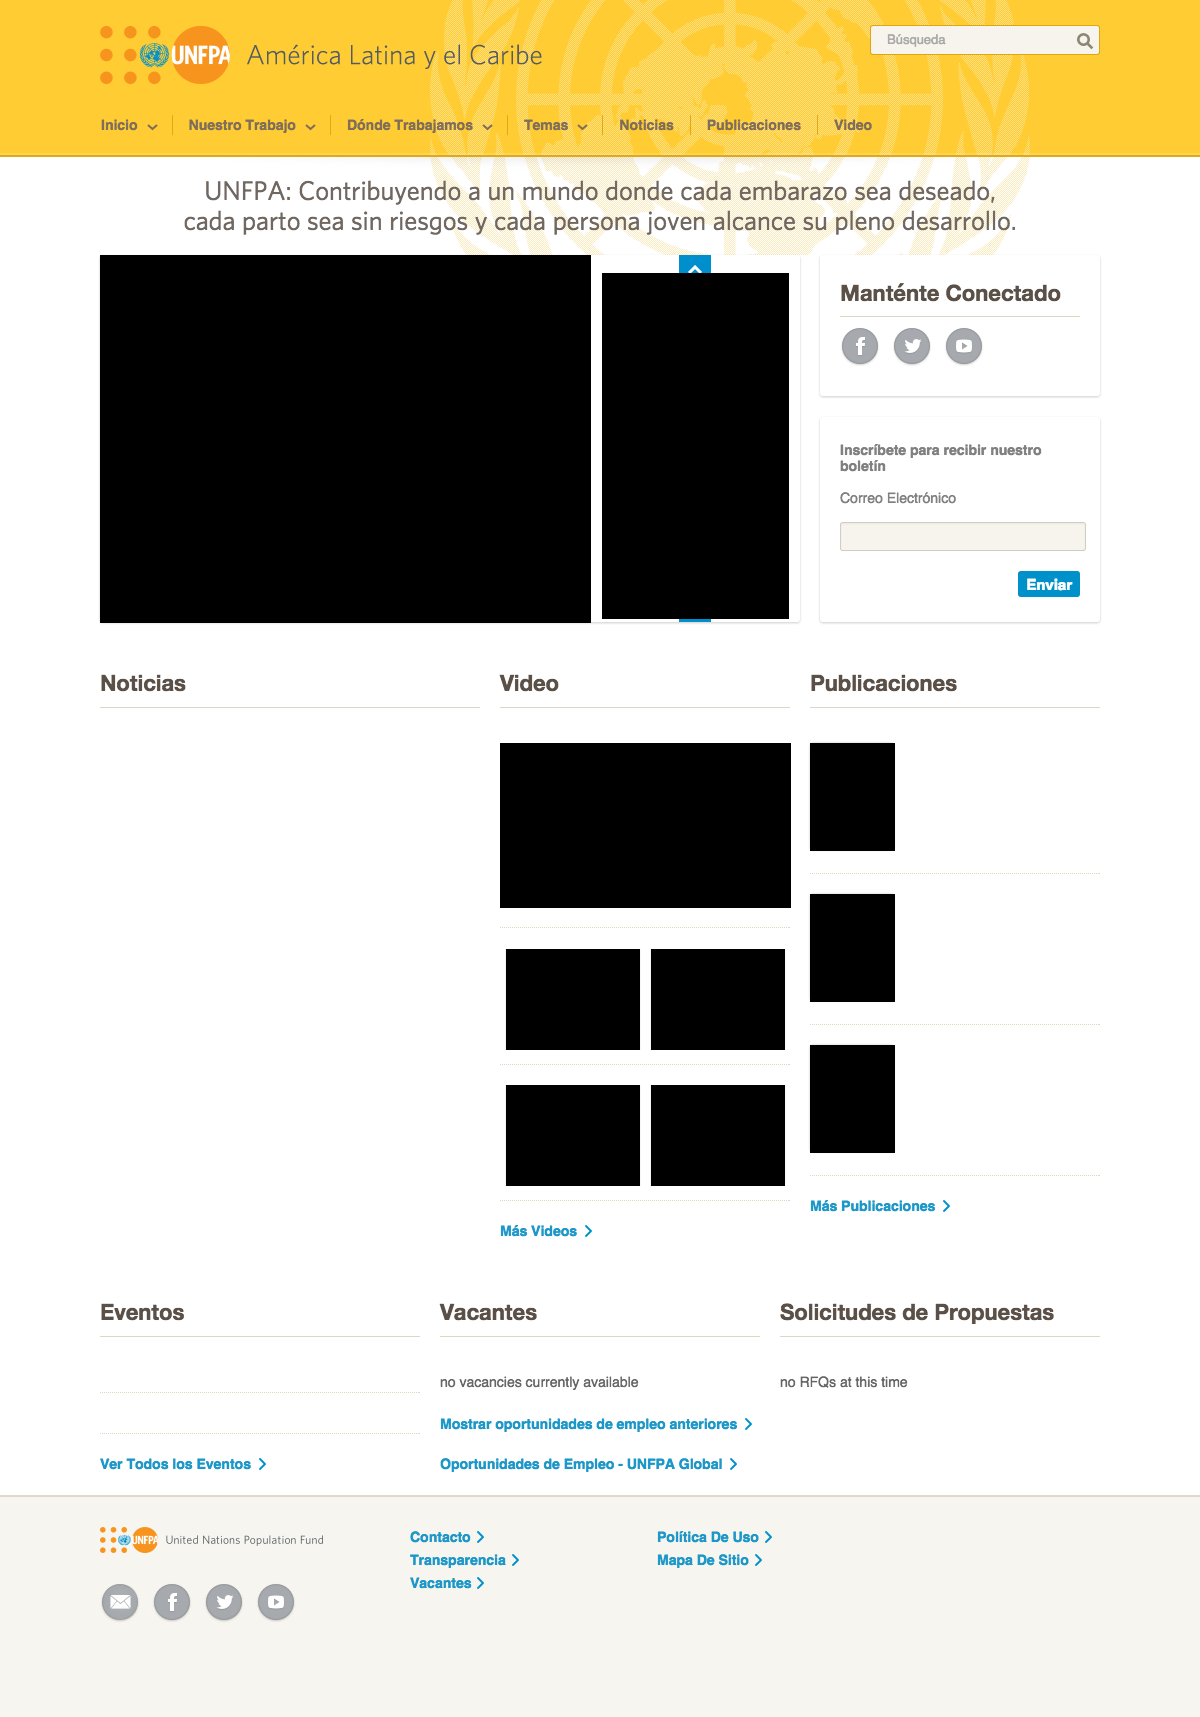 UNFPA
América Latina y el Caribe
Búsqueda
Inicio
Nuestro Trabajo
Dónde Trabajamos
Temas
Noticias
Publicaciones
Video
UNFPA: Contribuyendo a un mundo donde cada embarazo sea deseado,
cada parto sea sin riesgos y cada persona joven alcance su pleno desarrollo.
Manténte Conectado
Inscríbete para recibir nuestro
boletín
Correo Electrónico
Enviar
Noticias
Video
Más Videos
Publicaciones
Más Publicaciones
Eventos
Ver Todos los Eventos
Vacantes
no vacancies currently available
Mostrar oportunidades de empleo anteriores
Oportunidades de Empleo - UNFPA Global
Solicitudes de Propuestas
no RFQs at this time
UNFPA
United Nations Population Fund
Contacto
Transparencia
Vacantes
Política De Uso
Mapa De Sitio